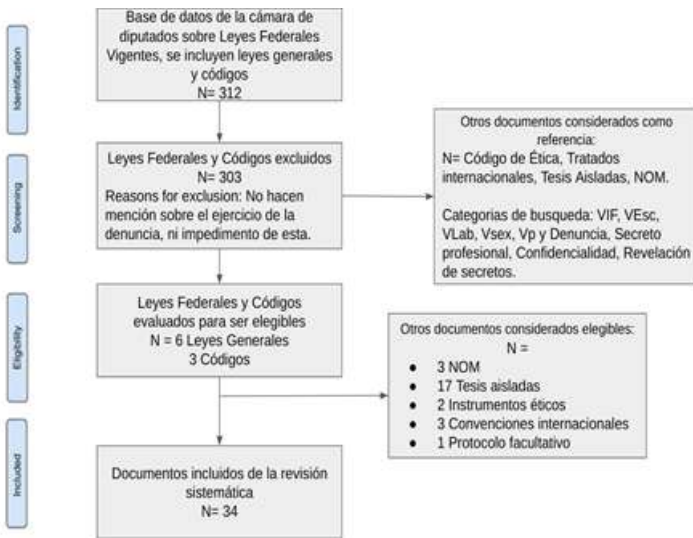 Identification
Base de datos de la cámara de
diputados sobre Leyes Federales
Vigentes, se incluyen leyes generales
y códigos
N= 312
Screening
Leyes Federales y Códigos excluidos
N= 303
Reasons for exclusion: No hacen
mención sobre el ejercicio de la
denuncia, ni impedimento de esta.
Otros documentos considerados como
referencia:
N= Código de Ética, Tratados
internacionales, Tesis Aisladas, NOM.
Categorias de busqueda: VIF, VEsc,
VLab, Vsex, Vp y Denuncia, Secreto
profesional, Confidencialidad, Revelación
de secretos.
Eligibility
Leyes Federales y Códigos
evaluados para ser elegibles
N = 6 Leyes Generales
3 Códigos
Otros documentos considerados elegibles:
N =
● 3 NOM
● 17 Tesis aisladas
● 2 Instrumentos éticos
● 3 Convenciones internacionales
● 1 Protocolo facultativo
Included
Documentos incluidos de la revisión
sistemática
N= 34